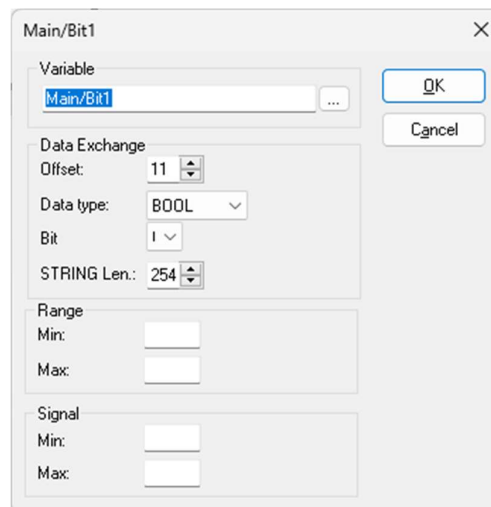 Main/Bit1
Variable
Main/Bit1
...
OK
Cancel
Data Exchange
Offset: 11
Data type: BOOL
Bit
STRING Len.: 254
Range
Min:
Max:
Signal
Min:
Max: